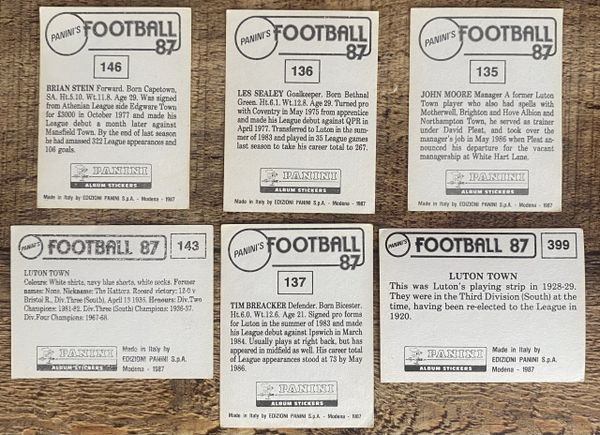 PANINI'S FOOTBALL 87
146
BRIAN STEIN Forward. Born Capetown,
SA. Ht.5.10. Wt.11.8. Age 29. Was signed
from Athenian League side Edgware Town
for £3000 in October 1977 and made his
League debut a month later against
Mansfield Town. By the end of last season
he had amassed 322 League appearances and
106 goals.
PANINI
ALBUM STICKERS
Made in Italy by EDIZIONI PANINI S.p.A. - Modena - 1987
PANINI'S FOOTBALL 87
136
LES SEALEY Goalkeeper. Born Bethnal
Green. Ht.6.1. Wt.12.8. Age 29. Turned pro
with Coventry in May 1975 from apprentice
and made his League debut against QPR in
April 1977. Transferred to Luton in the sum-
mer of 1983 and played in 35 League games
last season to take his career total to 267.
PANINI
ALBUM STICKERS
Made in Italy by EDIZIONI PANINI S.p.A. - Modena - 1987
PANINI'S FOOTBALL 87
135
JOHN MOORE Manager A former Luton
Town player who also had spells with
Motherwell, Brighton and Hove Albion and
Northampton Town, he served as trainer
under David Pleat, and took over the
manager's job in May 1986 when Pleat
announced his departure for the vacant
managership at White Hart Lane.
PANINI
ALBUM STICKERS
Made in Italy by EDIZIONI PANINI S.p.A. - Modena - 1987
PANINI'S FOOTBALL 87
143
LUTON TOWN
Colours: White shirts, navy blue shorts, white socks. Former
names: None. Nickname: The Hatters. Record victory: 12-0 v
Bristol R., Div.Three (South), April 13 1936. Honours: Div.Two
Champions: 1981-82. Div.Three (South) Champions: 1936-37.
Div.Four Champions: 1967-68.
PANINI
ALBUM STICKERS
Made in Italy by
EDIZIONI PANINI S.p.A.
Modena - 1987
PANINI'S FOOTBALL 87
137
TIM BREACKER Defender. Born Bicester.
Ht.6.0. Wt.12.6. Age 21. Signed pro forms
for Luton in the summer of 1983 and made
his League debut against Ipswich in March
1984. Usually plays at right back, but has
appeared in midfield as well. His career total
of League appearances stood at 73 by May
1986.
PANINI
ALBUM STICKERS
Made in Italy by EDIZIONI PANINI S.p.A. - Modena - 1987
PANINI'S FOOTBALL 87
399
LUTON TOWN
This was Luton's playing strip in 1928-29.
They were in the Third Division (South) at the
time, having been re-elected to the League in
1920.
PANINI
ALBUM STICKERS
Made in Italy by
EDIZIONI PANINI S.p.A.
Modena - 1987